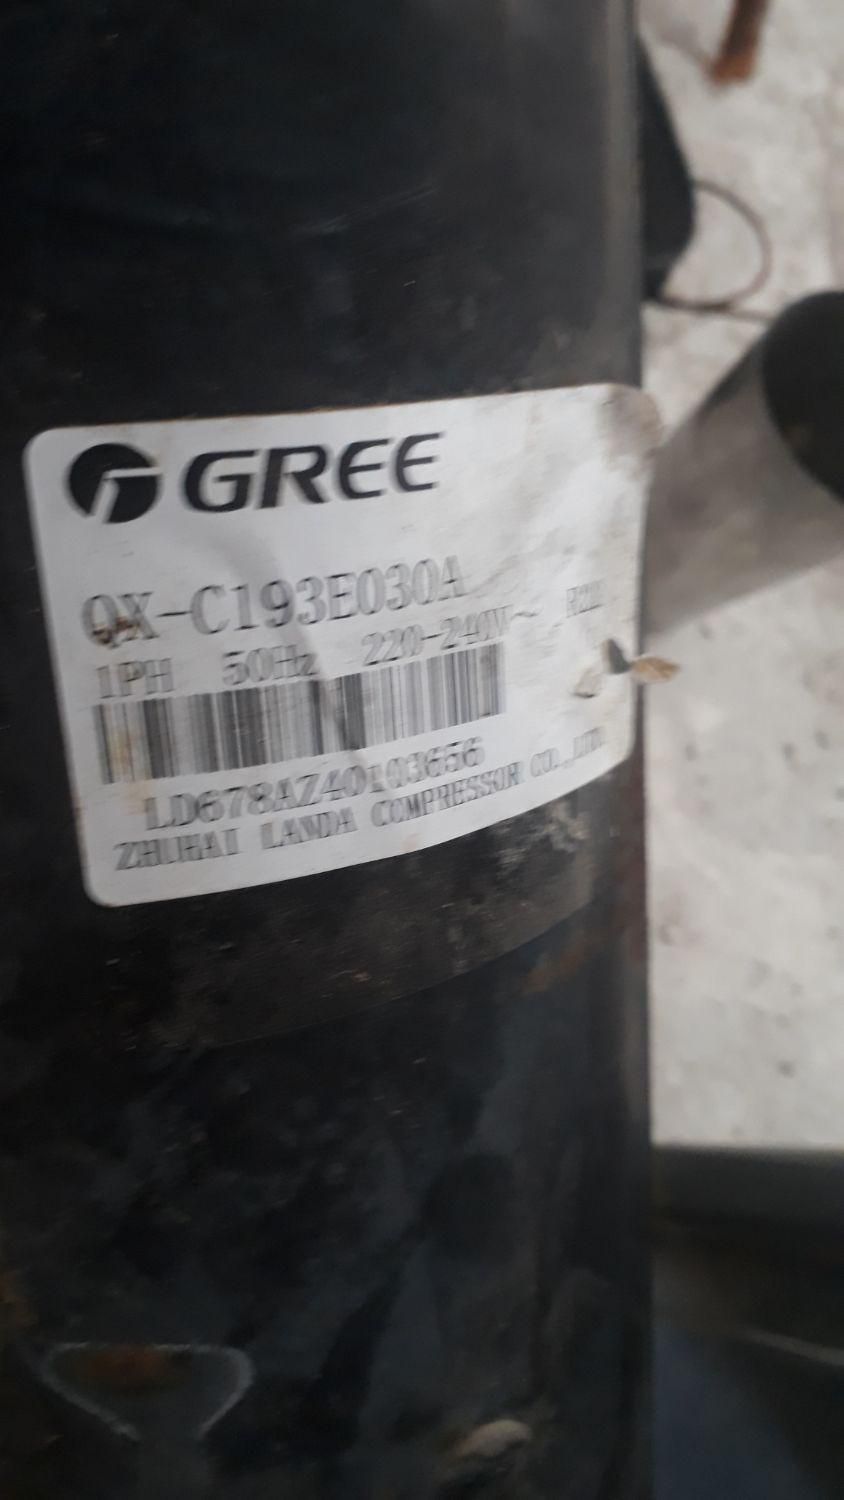 GREE
QX-C193E030A
1PH 50Hz 220-240V~
LD678AZ40103656
ZHUHAI LANDA COMPRESSOR CO.,LTD.